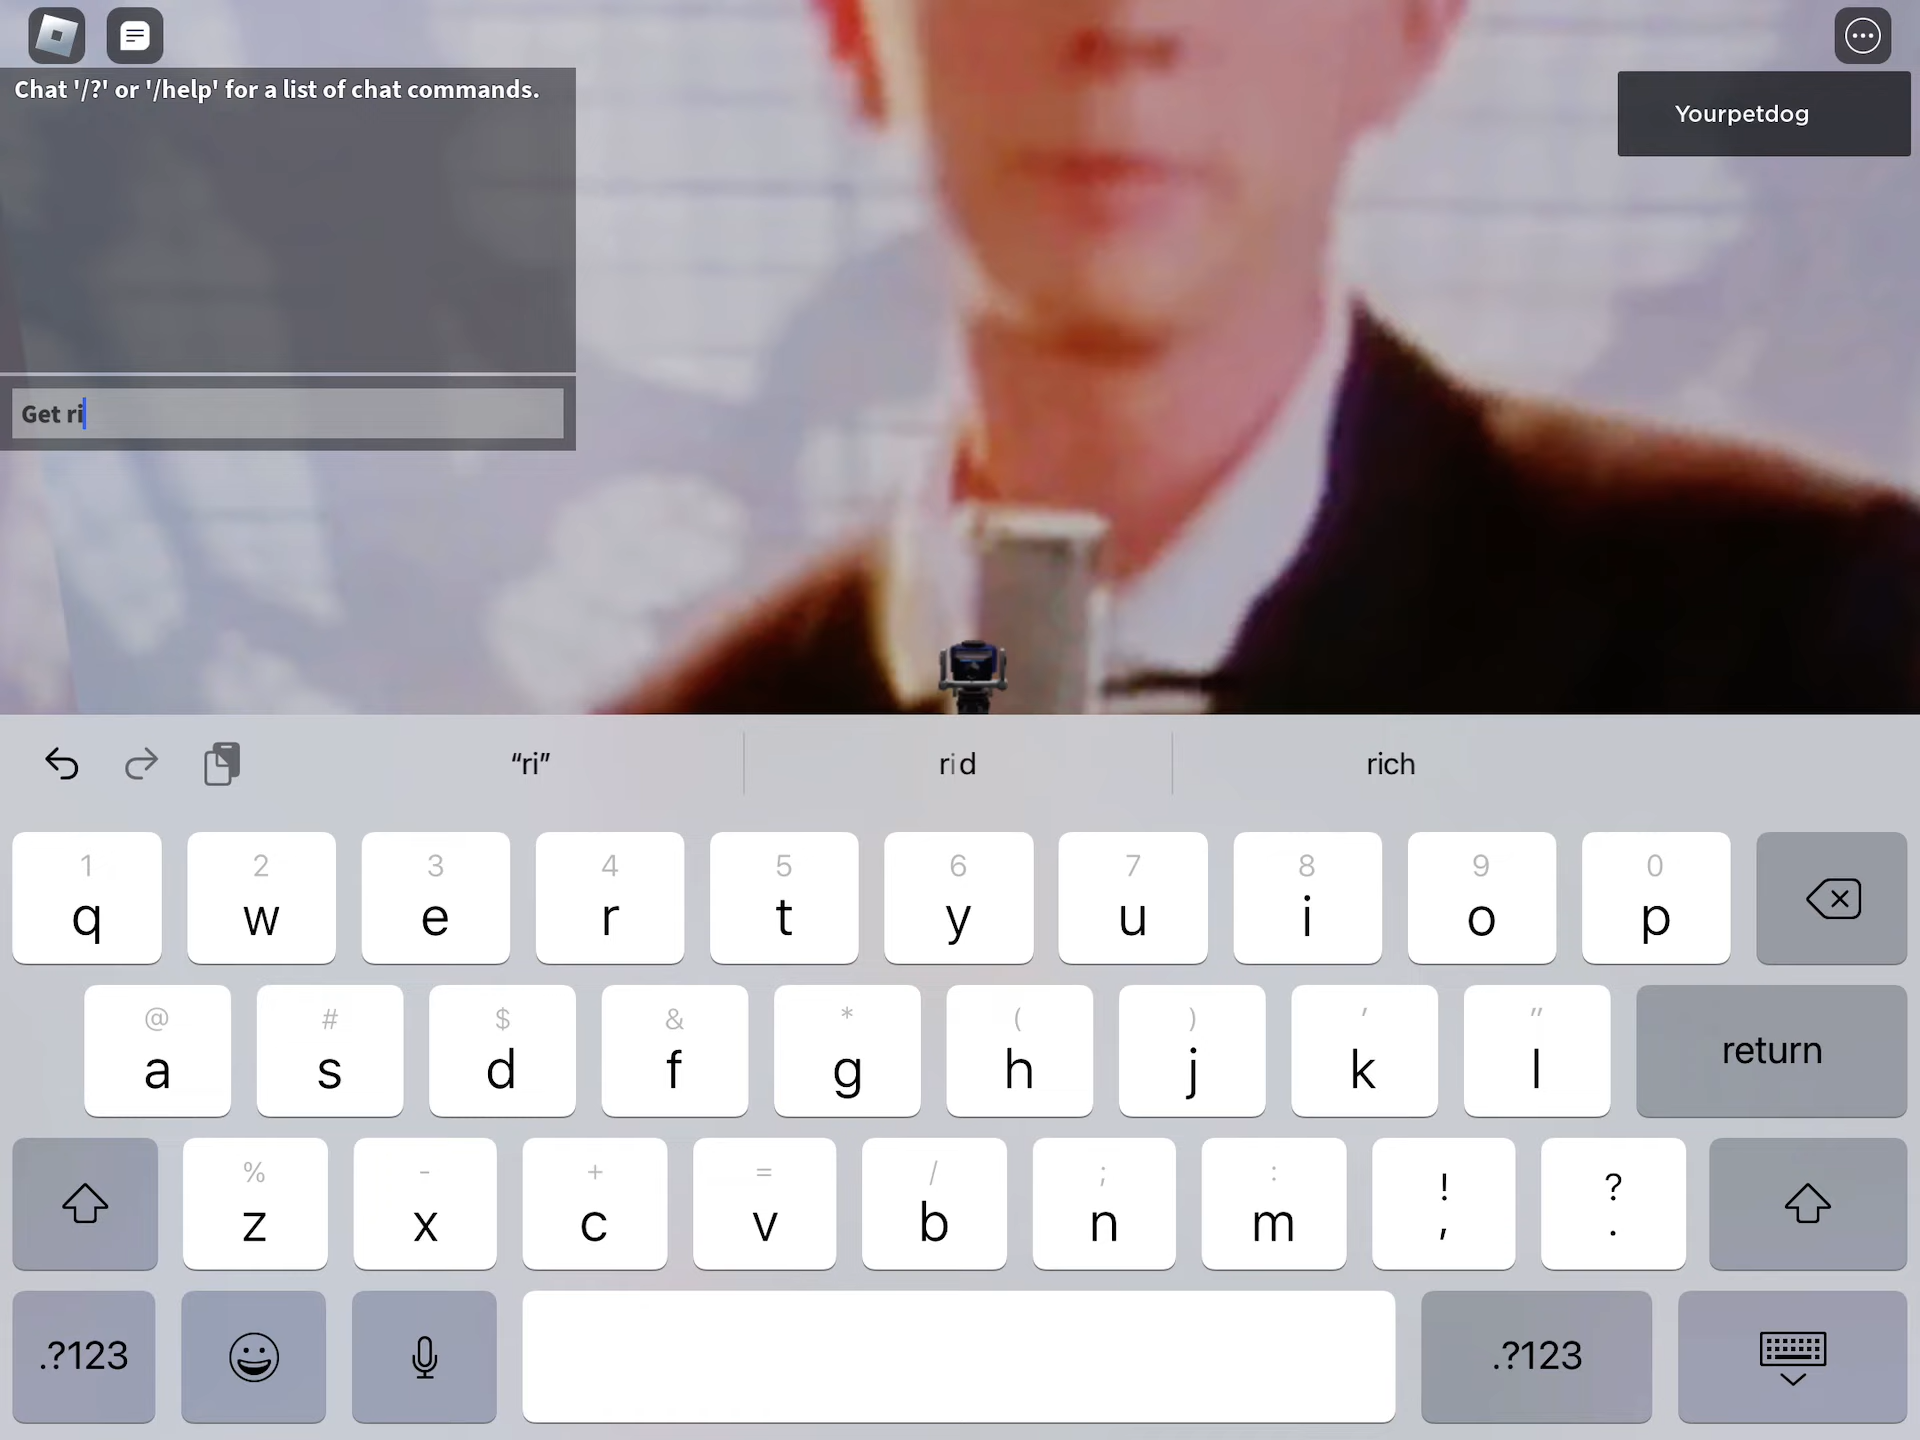 Chat '/?' or '/help' for a list of chat commands.
Yourpetdog
Get ri
“ri” rid rich
1 2 3 4 5 6 7 8 9 0
q w e r t y u i o p
@ # $ & * ( ) ' "
a s d f g h j k l return
% - + = / ; : ! ?
z x c v b n m , .
.?123 .?123